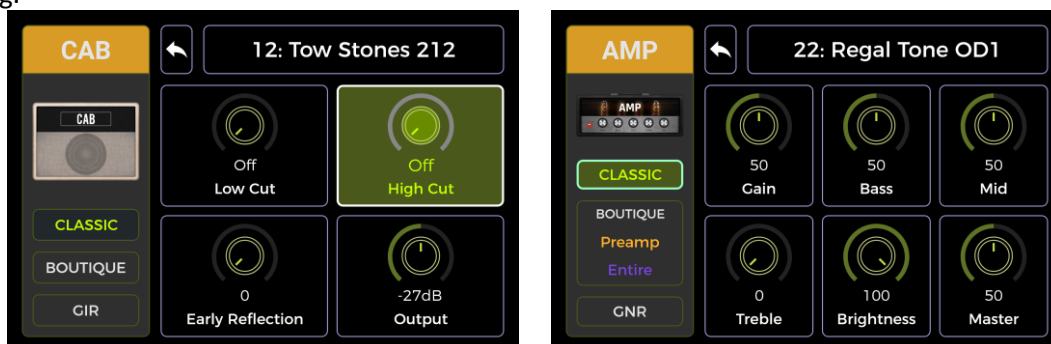 g.
CAB
12: Tow Stones 212
CAB
Off
Low Cut
Off
High Cut
CLASSIC
BOUTIQUE
GIR
0
Early Reflection
-27dB
Output
AMP
22: Regal Tone OD1
AMP
50
Gain
50
Bass
50
Mid
CLASSIC
BOUTIQUE
Preamp
Entire
GNR
0
Treble
100
Brightness
50
Master